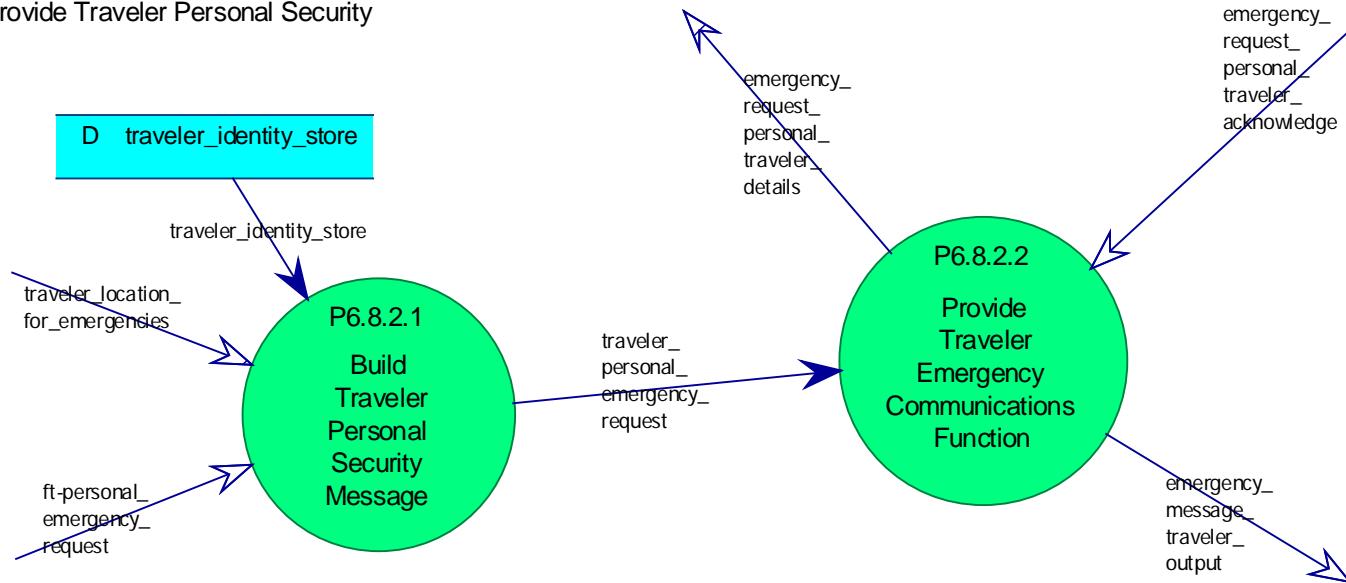 rovide Traveler Personal Security
emergency_
request_
personal_
traveler_
details
emergency_
request_
personal_
traveler_
acknowledge
D traveler_identity_store
traveler_identity_store
traveler_location_
for_emergencies
ft-personal_
emergency_
request
P6.8.2.1
Build
Traveler
Personal
Security
Message
traveler_
personal_
emergency_
request
P6.8.2.2
Provide
Traveler
Emergency
Communications
Function
emergency_
message_
traveler_
output